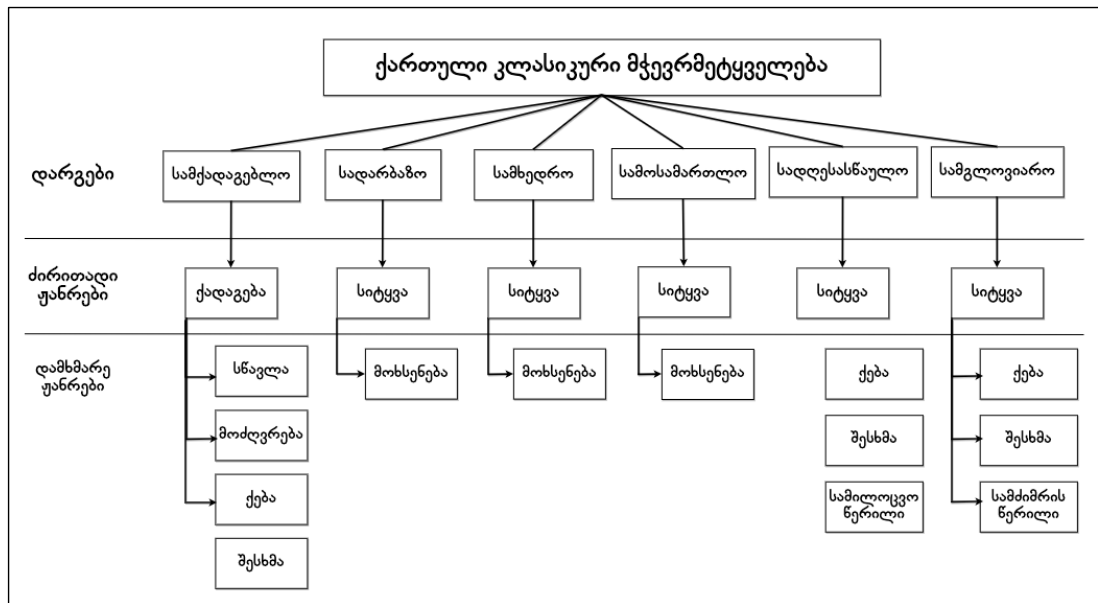 ქართული კლასიკური მჭევრმეტყველება
დარგები
სამქადაგებლო
სადარბაზო
სამხედრო
სამოსამართლო
სადღესასწაულო
სამგლოვიარო
ძირითადი
ჟანრები
ქადაგება
სიტყვა
სიტყვა
სიტყვა
სიტყვა
სიტყვა
დამხმარე
ჟანრები
სწავლა
მოხსენება
მოხსენება
მოხსენება
ქება
ქება
მოძღვრება
შესხმა
შესხმა
ქება
სამილოცვო
წერილი
სამძიმრის
წერილი
შესხმა